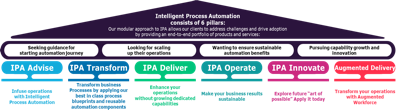 Intelligent Process Automation
consists of 6 pillars:
Our modular approach to IPA allows our clients to address challenges and drive adoption
by providing an end-to-end portfolio of products and services:
Seeking guidance for
starting automation journey
Looking for scaling
up their operations
Wanting to ensure sustainable
automation benefits
Pursuing capability growth and
innovation
IPA Advise
Infuse operations
with Intelligent
Process Automation
IPA Transform
Transform business
Processes by applying our
best in class process
blueprints and reusable
automation components
IPA Deliver
Enhance your
operations
without growing dedicated
capabilities
IPA Operate
Make your business results
sustainable
IPA Innovate
Explore future "art of
possible" Apply it today
Augmented Delivery
Transform your operations
with Augmented
Workforce